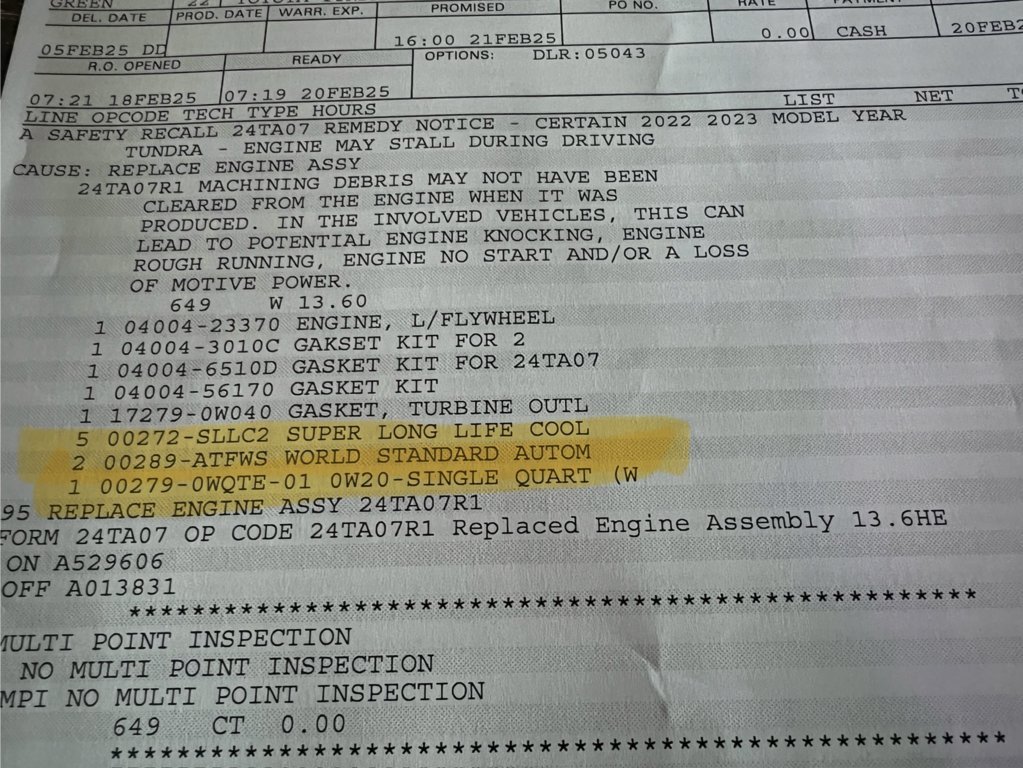 GREEN 22
DEL. DATE PROD. DATE WARR. EXP. PROMISED PO NO. RATE
05FEB25 DD 16:00 21FEB25 0.00 CASH
R.O. OPENED READY OPTIONS: DLR:05043
07:21 18FEB25 07:19 20FEB25
LINE OPCODE TECH TYPE HOURS LIST NET
A SAFETY RECALL 24TA07 REMEDY NOTICE - CERTAIN 2022 2023 MODEL YEAR
TUNDRA - ENGINE MAY STALL DURING DRIVING
CAUSE: REPLACE ENGINE ASSY
24TA07R1 MACHINING DEBRIS MAY NOT HAVE BEEN
CLEARED FROM THE ENGINE WHEN IT WAS
PRODUCED. IN THE INVOLVED VEHICLES, THIS CAN
LEAD TO POTENTIAL ENGINE KNOCKING, ENGINE
ROUGH RUNNING, ENGINE NO START AND/OR A LOSS
OF MOTIVE POWER.
649 W 13.60
1 04004-23370 ENGINE, L/FLYWHEEL
1 04004-3010C GAKSET KIT FOR 2
1 04004-6510D GASKET KIT FOR 24TA07
1 04004-56170 GASKET KIT
1 17279-0W040 GASKET, TURBINE OUTL
5 00272-SLLC2 SUPER LONG LIFE COOL
2 00289-ATFWS WORLD STANDARD AUTOM
1 00279-0WQTE-01 0W20-SINGLE QUART (W
95 REPLACE ENGINE ASSY 24TA07R1
FORM 24TA07 OP CODE 24TA07R1 Replaced Engine Assembly 13.6HE
ON A529606
OFF A013831
******************************************************
MULTI POINT INSPECTION
NO MULTI POINT INSPECTION
MPI NO MULTI POINT INSPECTION
649 CT 0.00
******************************************************